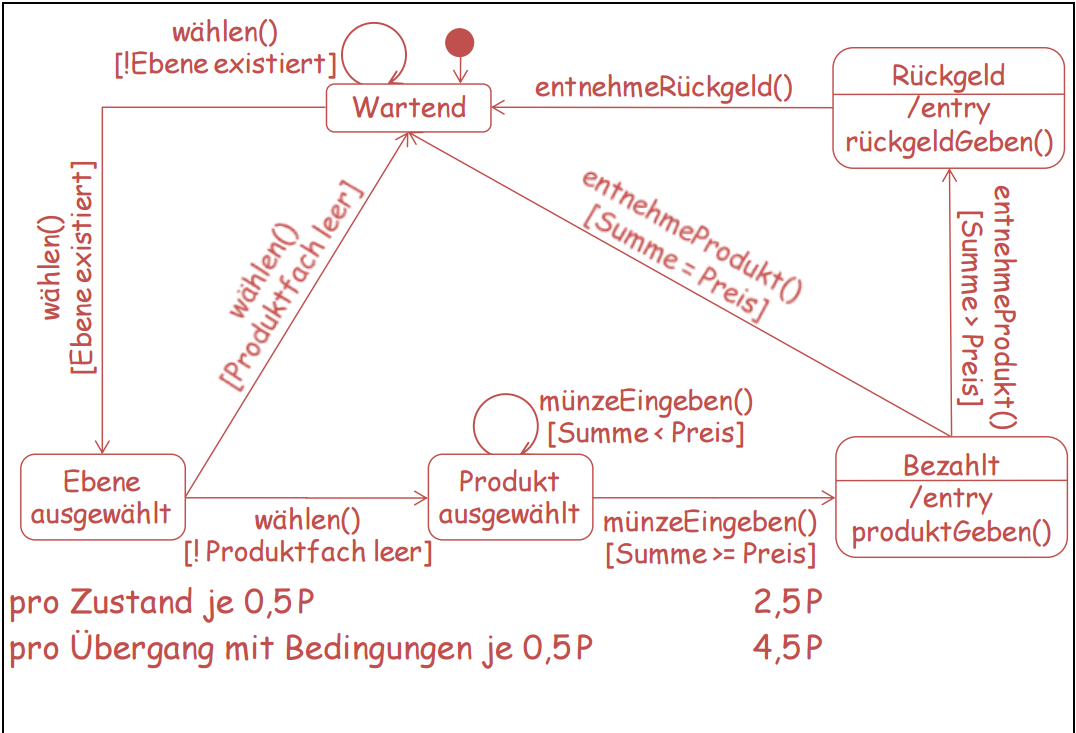 wählen()
[!Ebene existiert]
Wartend
entnehmeRückgeld()
Rückgeld
/entry
rückgeldGeben()
wählen()
[Ebene existiert]
wählen()
[Produktfach leer]
entnehmeProdukt()
[Summe = Preis]
entnehmeProdukt()
[Summe > Preis]
münzeEingeben()
[Summe < Preis]
Ebene
ausgewählt
wählen()
[! Produktfach leer]
Produkt
ausgewählt
münzeEingeben()
[Summe >= Preis]
Bezahlt
/entry
produktGeben()
pro Zustand je 0,5P 2,5P
pro Übergang mit Bedingungen je 0,5P 4,5P